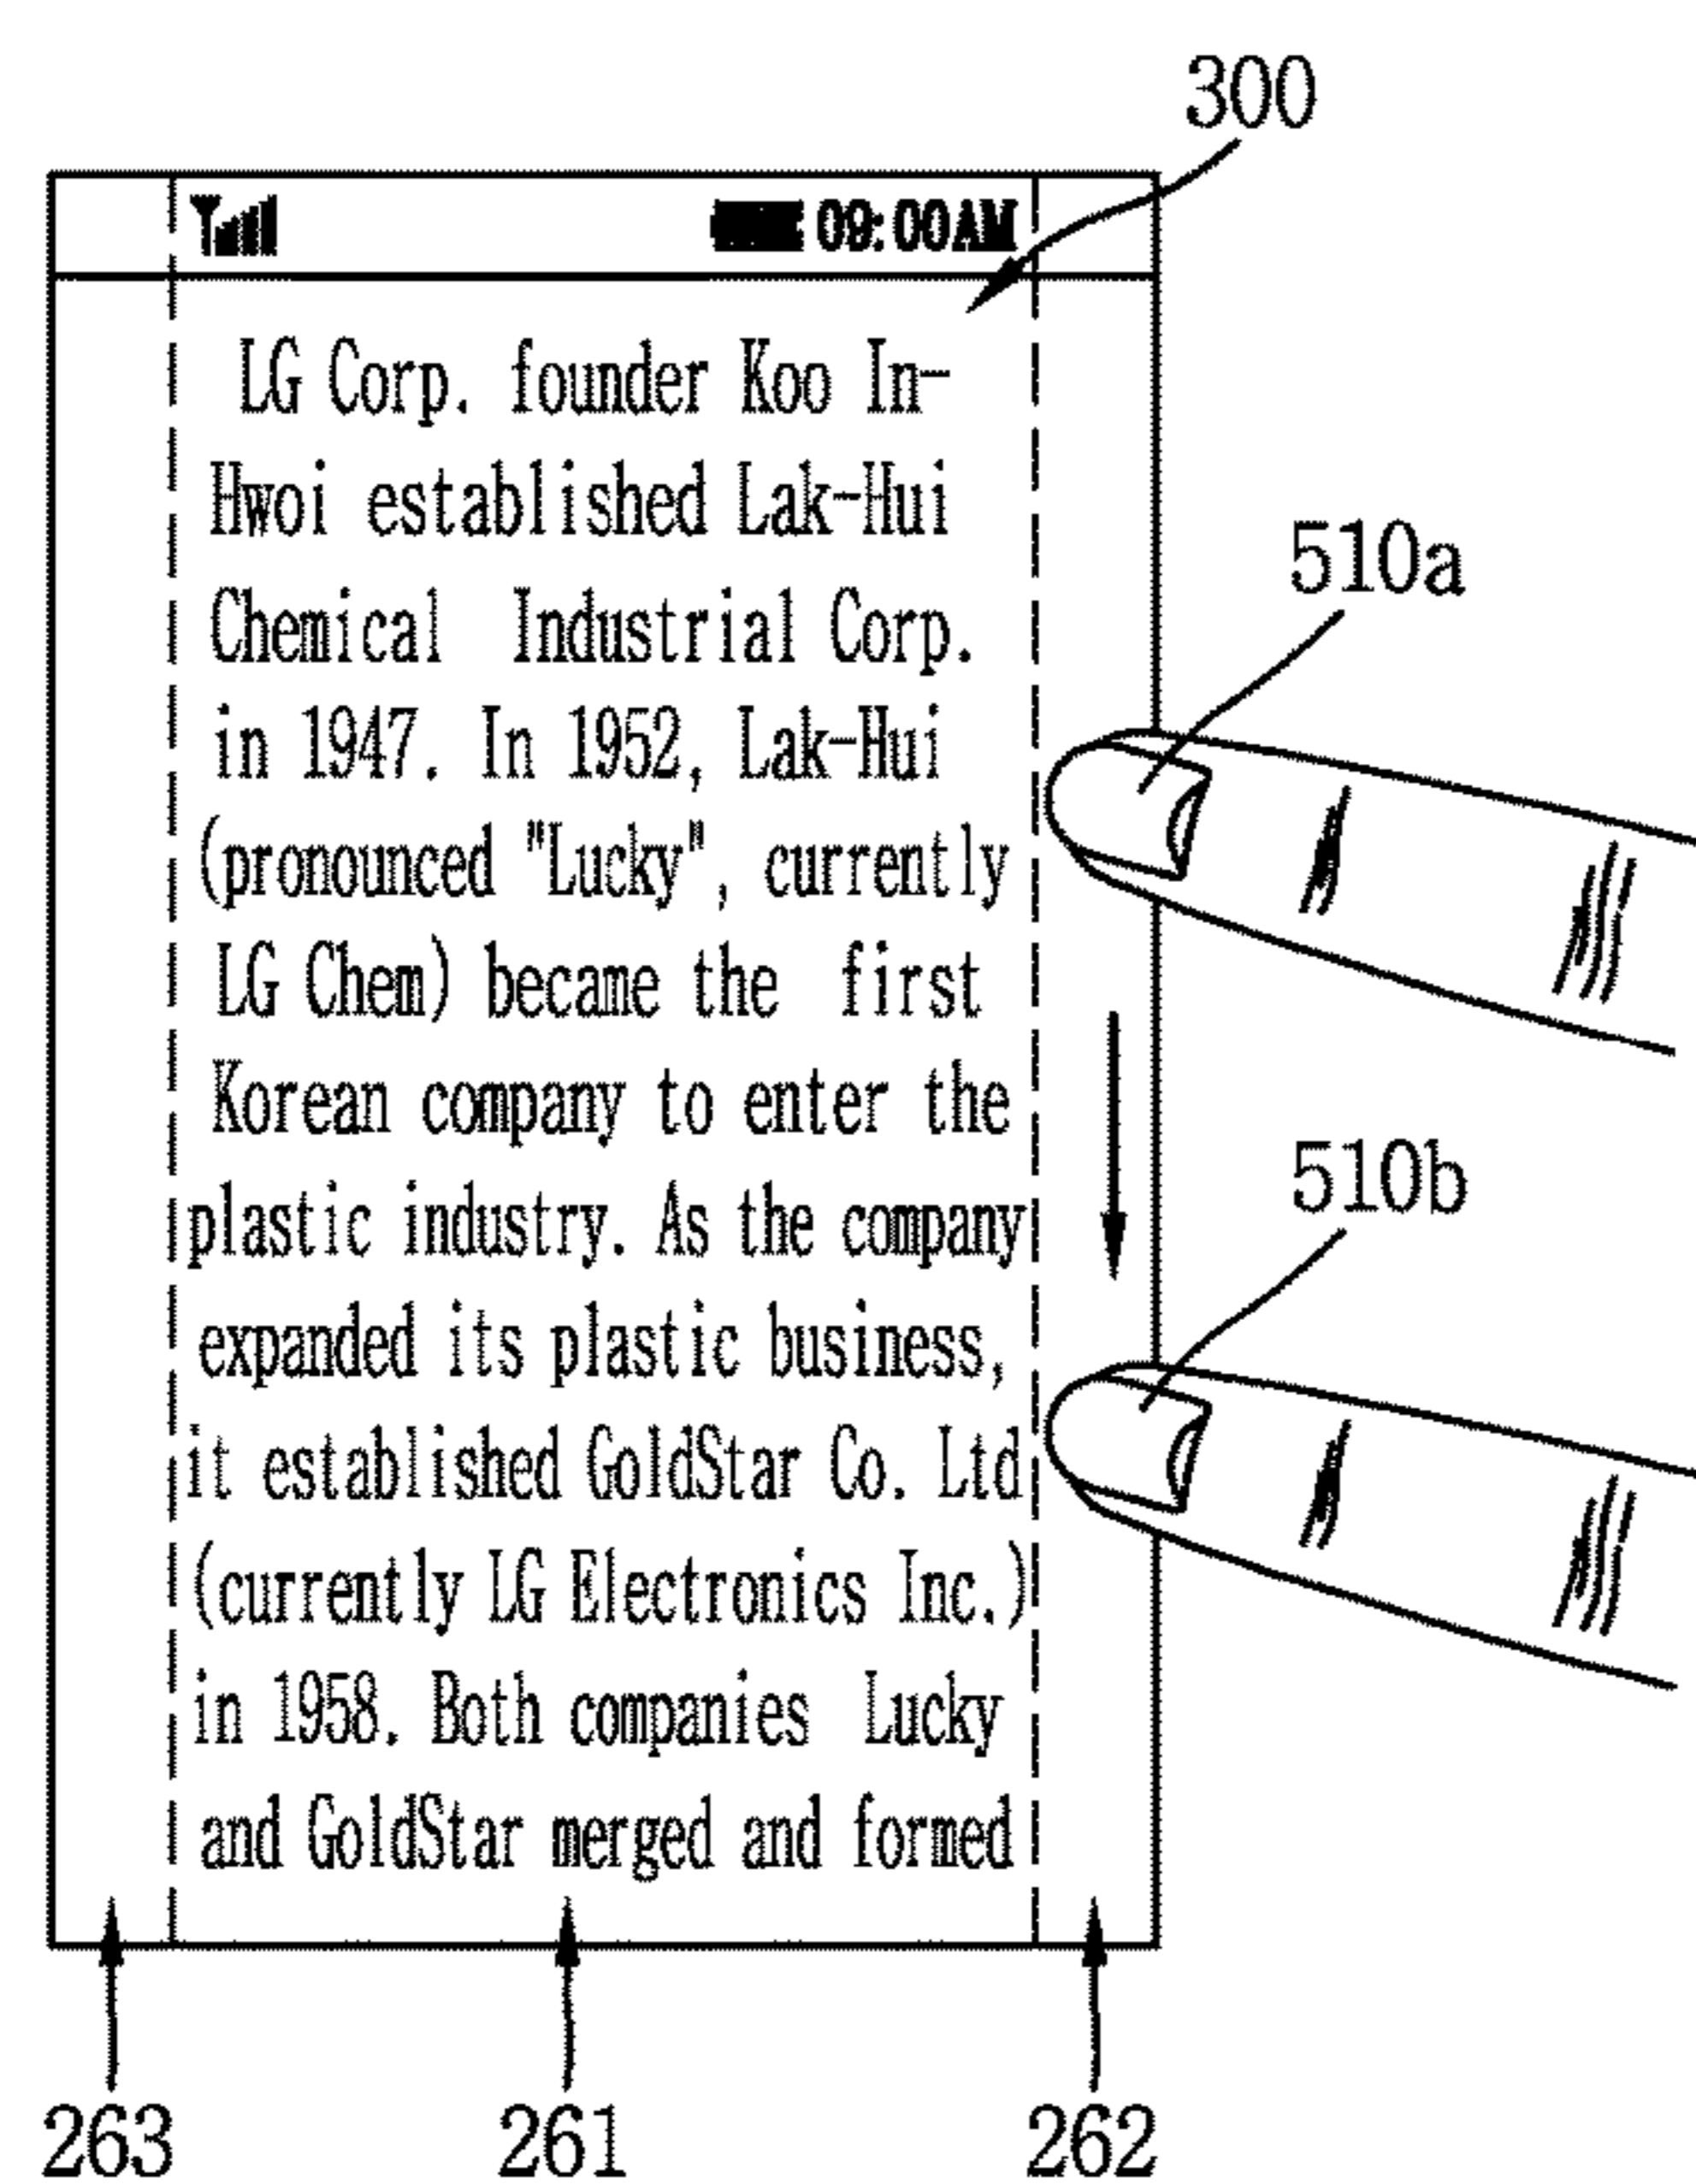 300
09:00AM
LG Corp. founder Koo In-
Hwoi established Lak-Hui
Chemical Industrial Corp.
in 1947. In 1952, Lak-Hui
(pronounced "Lucky", currently
LG Chem) became the first
Korean company to enter the
plastic industry. As the company
expanded its plastic business,
it established GoldStar Co. Ltd
(currently LG Electronics Inc.)
in 1958. Both companies Lucky
and GoldStar merged and formed
510a
510b
263 261 262